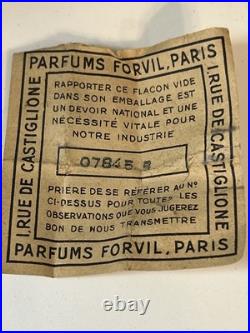 PARFUMS FORVIL. PARIS
1, RUE DE CASTIGLIONE
1, RUE DE CASTIGLIONE
RAPPORTER CE FLACON VIDE
DANS SON EMBALLAGE EST
UN DEVOIR NATIONAL ET UNE
NÉCESSITÉ VITALE POUR
NOTRE INDUSTRIE
07845 B
PRIERE DE SE RÉFÉRER AU Nº
CI-DESSUS POUR TOUTES LES
OBSERVATIONS QUE VOUS JUGEREZ
BON DE NOUS TRANSMETTRE
PARFUMS FORVIL. PARIS